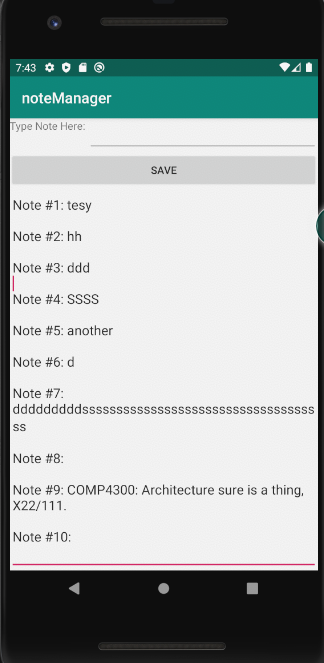 7:43
noteManager
Type Note Here:
SAVE
Note #1: tesy
Note #2: hh
Note #3: ddd
Note #4: SSSS
Note #5: another
Note #6: d
Note #7:
dddddddddssssssssssssssssssssssssssssssssss
ss
Note #8:
Note #9: COMP4300: Architecture sure is a thing,
X22/111.
Note #10: